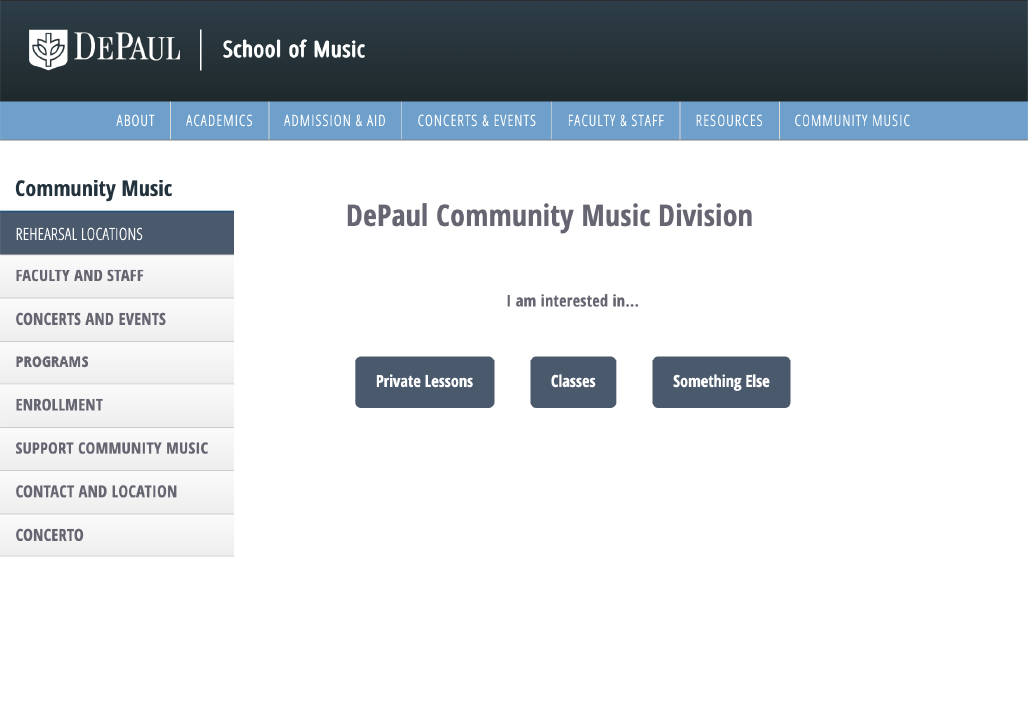 DEPAUL School of Music
ABOUT ACADEMICS ADMISSION & AID CONCERTS & EVENTS FACULTY & STAFF RESOURCES COMMUNITY MUSIC
Community Music
REHEARSAL LOCATIONS
FACULTY AND STAFF
CONCERTS AND EVENTS
PROGRAMS
ENROLLMENT
SUPPORT COMMUNITY MUSIC
CONTACT AND LOCATION
CONCERTO
DePaul Community Music Division
I am interested in...
Private Lessons Classes Something Else